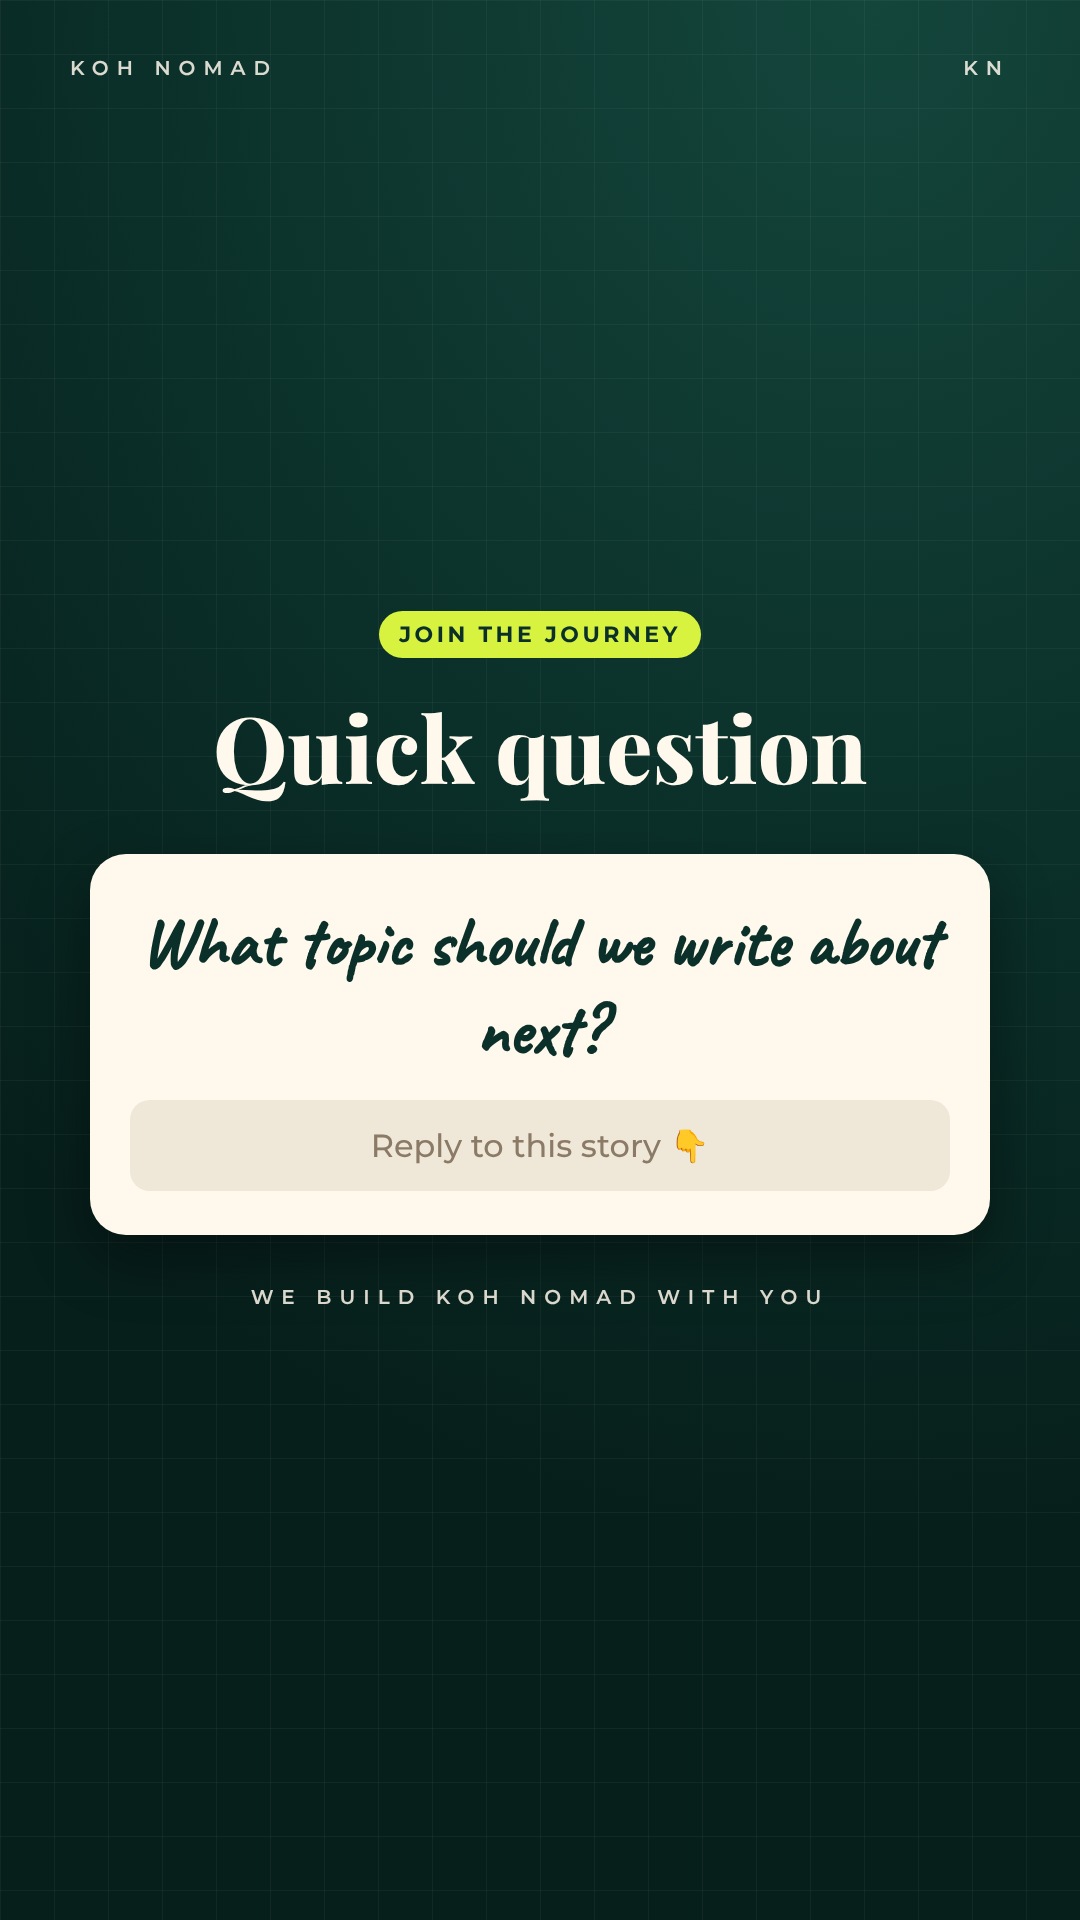 KOH NOMAD
KN
JOIN THE JOURNEY
Quick question
What topic should we write about
next?
Reply to this story 👇
WE BUILD KOH NOMAD WITH YOU